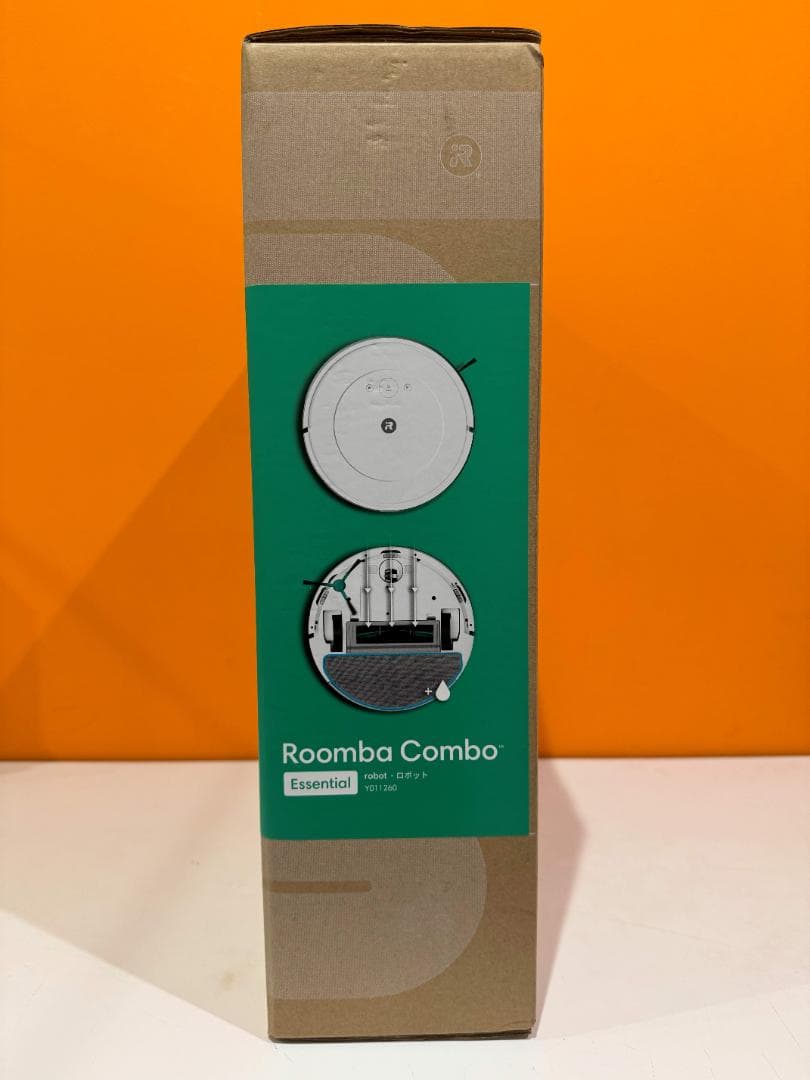 Roomba Combo™
Essential
robot・ロボット
Y011260